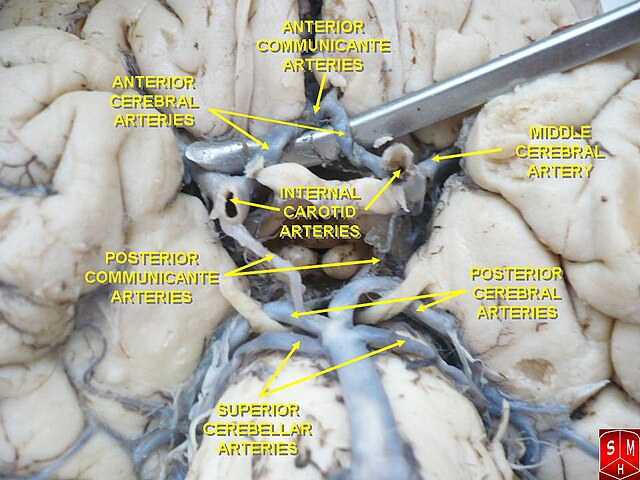 ANTERIOR
COMMUNICANTE
ARTERIES
ANTERIOR
CEREBRAL
ARTERIES
MIDDLE
CEREBRAL
ARTERY
INTERNAL
CAROTID
ARTERIES
POSTERIOR
COMMUNICANTE
ARTERIES
POSTERIOR
CEREBRAL
ARTERIES
SUPERIOR
CEREBELLAR
ARTERIES
S M
H